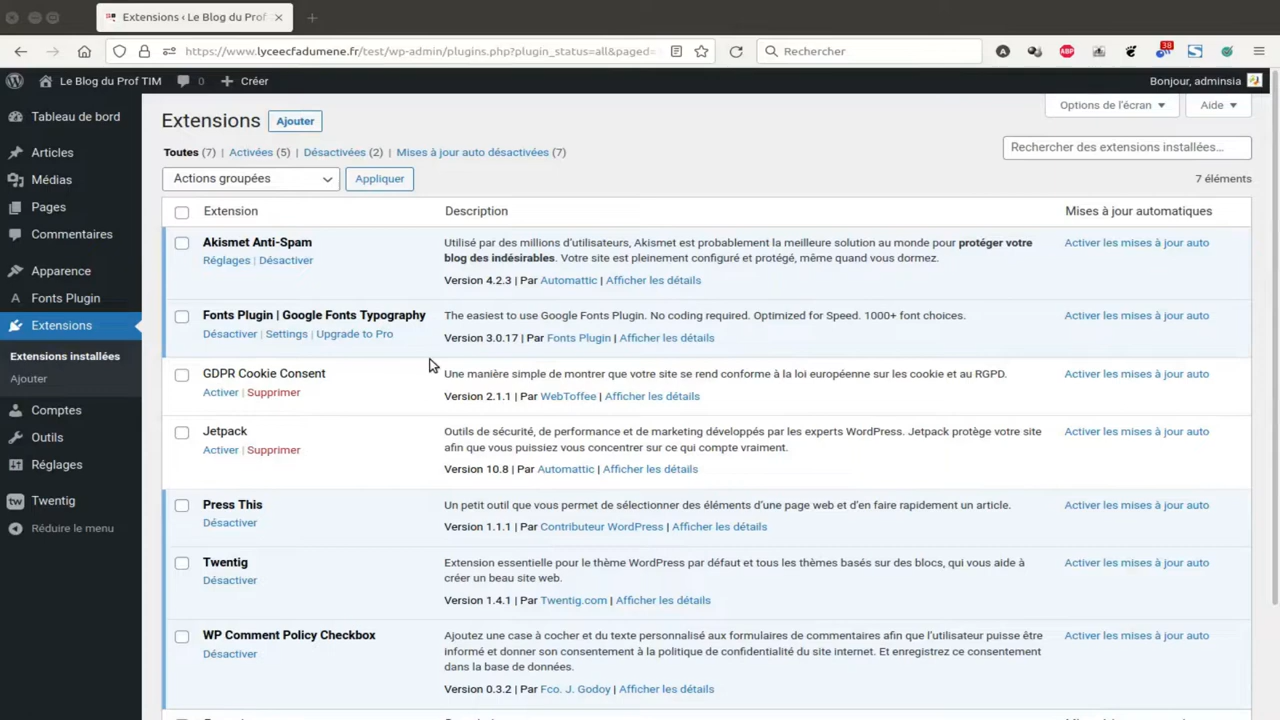 Extensions ‹ Le Blog du Prof
https://www.lyceecfadumene.fr/test/wp-admin/plugins.php?plugin_status=all&paged=
Rechercher
38
Le Blog du Prof TIM
0
Créer
Bonjour, adminsia
Tableau de bord
Articles
Médias
Pages
Commentaires
Apparence
Fonts Plugin
Extensions
Extensions installées
Ajouter
Comptes
Outils
Réglages
Twentig
Réduire le menu
Options de l'écran
Aide
Extensions Ajouter
Toutes (7) | Activées (5) | Désactivées (2) | Mises à jour auto désactivées (7)
Rechercher des extensions installées…
Actions groupées Appliquer
7 éléments
Extension Description Mises à jour automatiques
Akismet Anti-Spam
Réglages | Désactiver
Utilisé par des millions d'utilisateurs, Akismet est probablement la meilleure solution au monde pour protéger votre
blog des indésirables. Votre site est pleinement configuré et protégé, même quand vous dormez.
Version 4.2.3 | Par Automattic | Afficher les détails
Activer les mises à jour auto
Fonts Plugin | Google Fonts Typography
Désactiver | Settings | Upgrade to Pro
The easiest to use Google Fonts Plugin. No coding required. Optimized for Speed. 1000+ font choices.
Version 3.0.17 | Par Fonts Plugin | Afficher les détails
Activer les mises à jour auto
GDPR Cookie Consent
Activer | Supprimer
Une manière simple de montrer que votre site se rend conforme à la loi européenne sur les cookie et au RGPD.
Version 2.1.1 | Par WebToffee | Afficher les détails
Activer les mises à jour auto
Jetpack
Activer | Supprimer
Outils de sécurité, de performance et de marketing développés par les experts WordPress. Jetpack protège votre site
afin que vous puissiez vous concentrer sur ce qui compte vraiment.
Version 10.8 | Par Automattic | Afficher les détails
Activer les mises à jour auto
Press This
Désactiver
Un petit outil que vous permet de sélectionner des éléments d'une page web et d'en faire rapidement un article.
Version 1.1.1 | Par Contributeur WordPress | Afficher les détails
Activer les mises à jour auto
Twentig
Désactiver
Extension essentielle pour le thème WordPress par défaut et tous les thèmes basés sur des blocs, qui vous aide à
créer un beau site web.
Version 1.4.1 | Par Twentig.com | Afficher les détails
Activer les mises à jour auto
WP Comment Policy Checkbox
Désactiver
Ajoutez une case à cocher et du texte personnalisé aux formulaires de commentaires afin que l'utilisateur puisse être
informé et donner son consentement à la politique de confidentialité du site internet. Et enregistrez ce consentement
dans la base de données.
Version 0.3.2 | Par Fco. J. Godoy | Afficher les détails
Activer les mises à jour auto